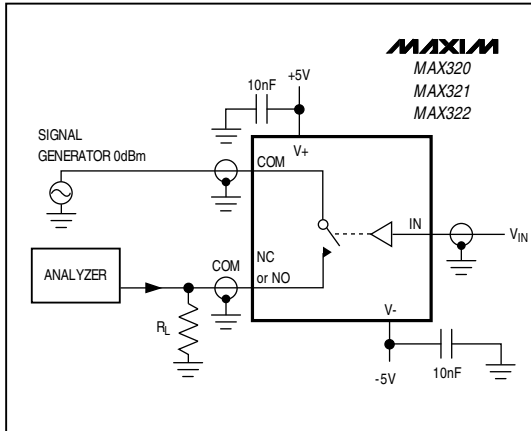 MAXIM
MAX320
MAX321
MAX322
+5V
10nF
SIGNAL
GENERATOR 0dBm
COM
V+
IN
VIN
ANALYZER
COM
NC
or NO
RL
V-
-5V
10nF